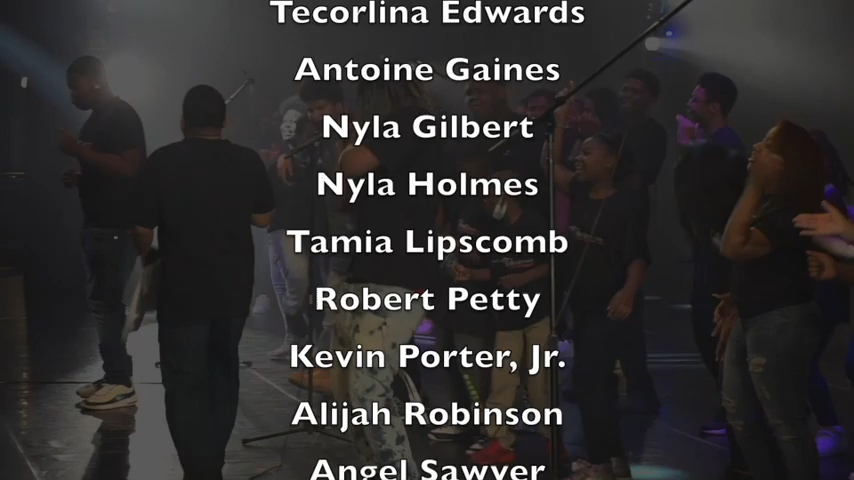 Tecorlina Edwards
Antoine Gaines
Nyla Gilbert
Nyla Holmes
Tamia Lipscomb
Robert Petty
Kevin Porter, Jr.
Alijah Robinson
Angel Sawyer